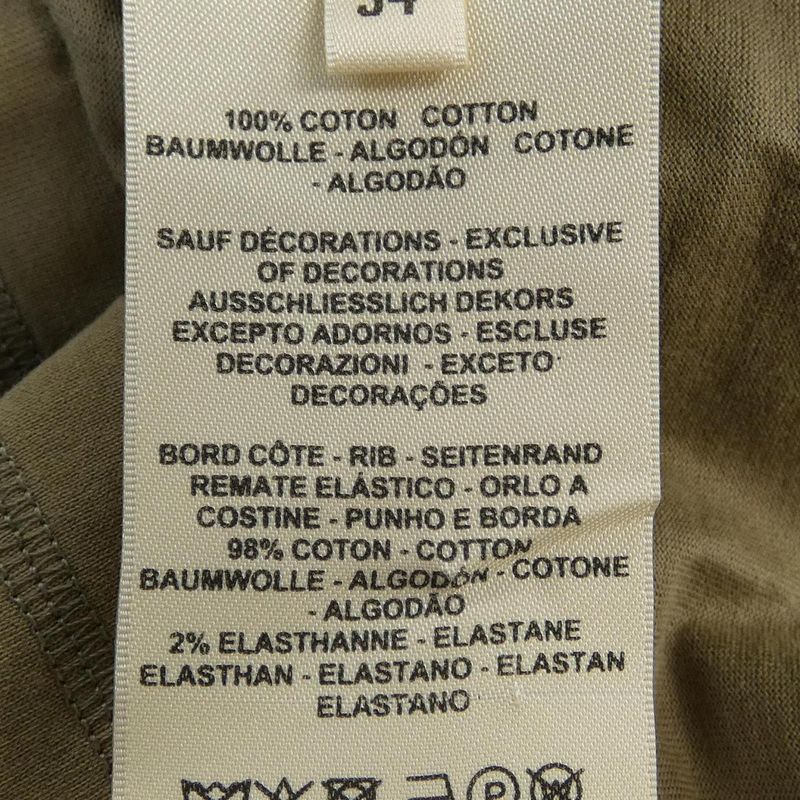 34
100% COTON COTTON
BAUMWOLLE - ALGODÓN COTONE
- ALGODÃO
SAUF DÉCORATIONS - EXCLUSIVE
OF DECORATIONS
AUSSCHLIESSLICH DEKORS
EXCEPTO ADORNOS - ESCLUSE
DECORAZIONI - EXCETO
DECORAÇÕES
BORD CÔTE - RIB - SEITENRAND
REMATE ELÁSTICO - ORLO A
COSTINE - PUNHO E BORDA
98% COTON - COTTON
BAUMWOLLE - ALGODÓN - COTONE
- ALGODÃO
2% ELASTHANNE - ELASTANE
ELASTHAN - ELASTANO - ELASTAN
ELASTANO
P